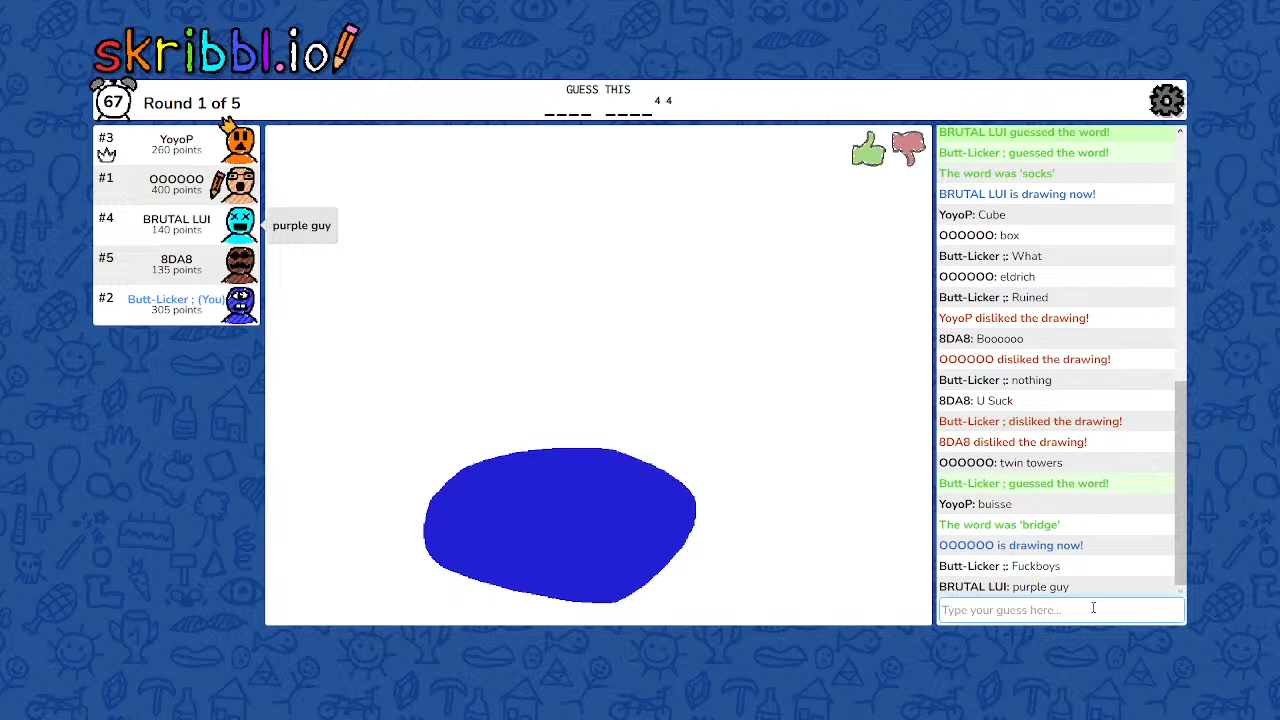 skribbl.io
67
Round 1 of 5
GUESS THIS
____ ____ 4 4
#3 YoyoP
260 points
#1 OOOOOO
400 points
#4 BRUTAL LUI
140 points
purple guy
#5 8DA8
135 points
#2 Butt-Licker ; (You)
305 points
BRUTAL LUI guessed the word!
Butt-Licker ; guessed the word!
The word was 'socks'
BRUTAL LUI is drawing now!
YoyoP: Cube
OOOOOO: box
Butt-Licker ;: What
OOOOOO: eldrich
Butt-Licker ;: Ruined
YoyoP disliked the drawing!
8DA8: Boooooo
OOOOOO disliked the drawing!
Butt-Licker ;: nothing
8DA8: U Suck
Butt-Licker ; disliked the drawing!
8DA8 disliked the drawing!
OOOOOO: twin towers
Butt-Licker ; guessed the word!
YoyoP: buisse
The word was 'bridge'
OOOOOO is drawing now!
Butt-Licker ;: Fuckboys
BRUTAL LUI: purple guy
Type your guess here...